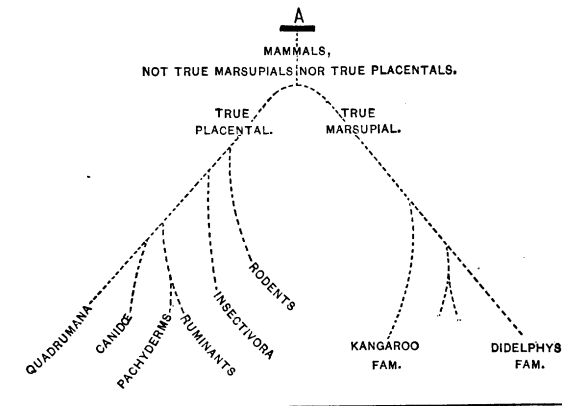 A
MAMMALS,
NOT TRUE MARSUPIALS NOR TRUE PLACENTALS.
TRUE
PLACENTAL.
TRUE
MARSUPIAL.
QUADRUMANA
CANIDŒ
PACHYDERMS
RUMINANTS
INSECTIVORA
RODENTS
KANGAROO
FAM.
DIDELPHYS
FAM.